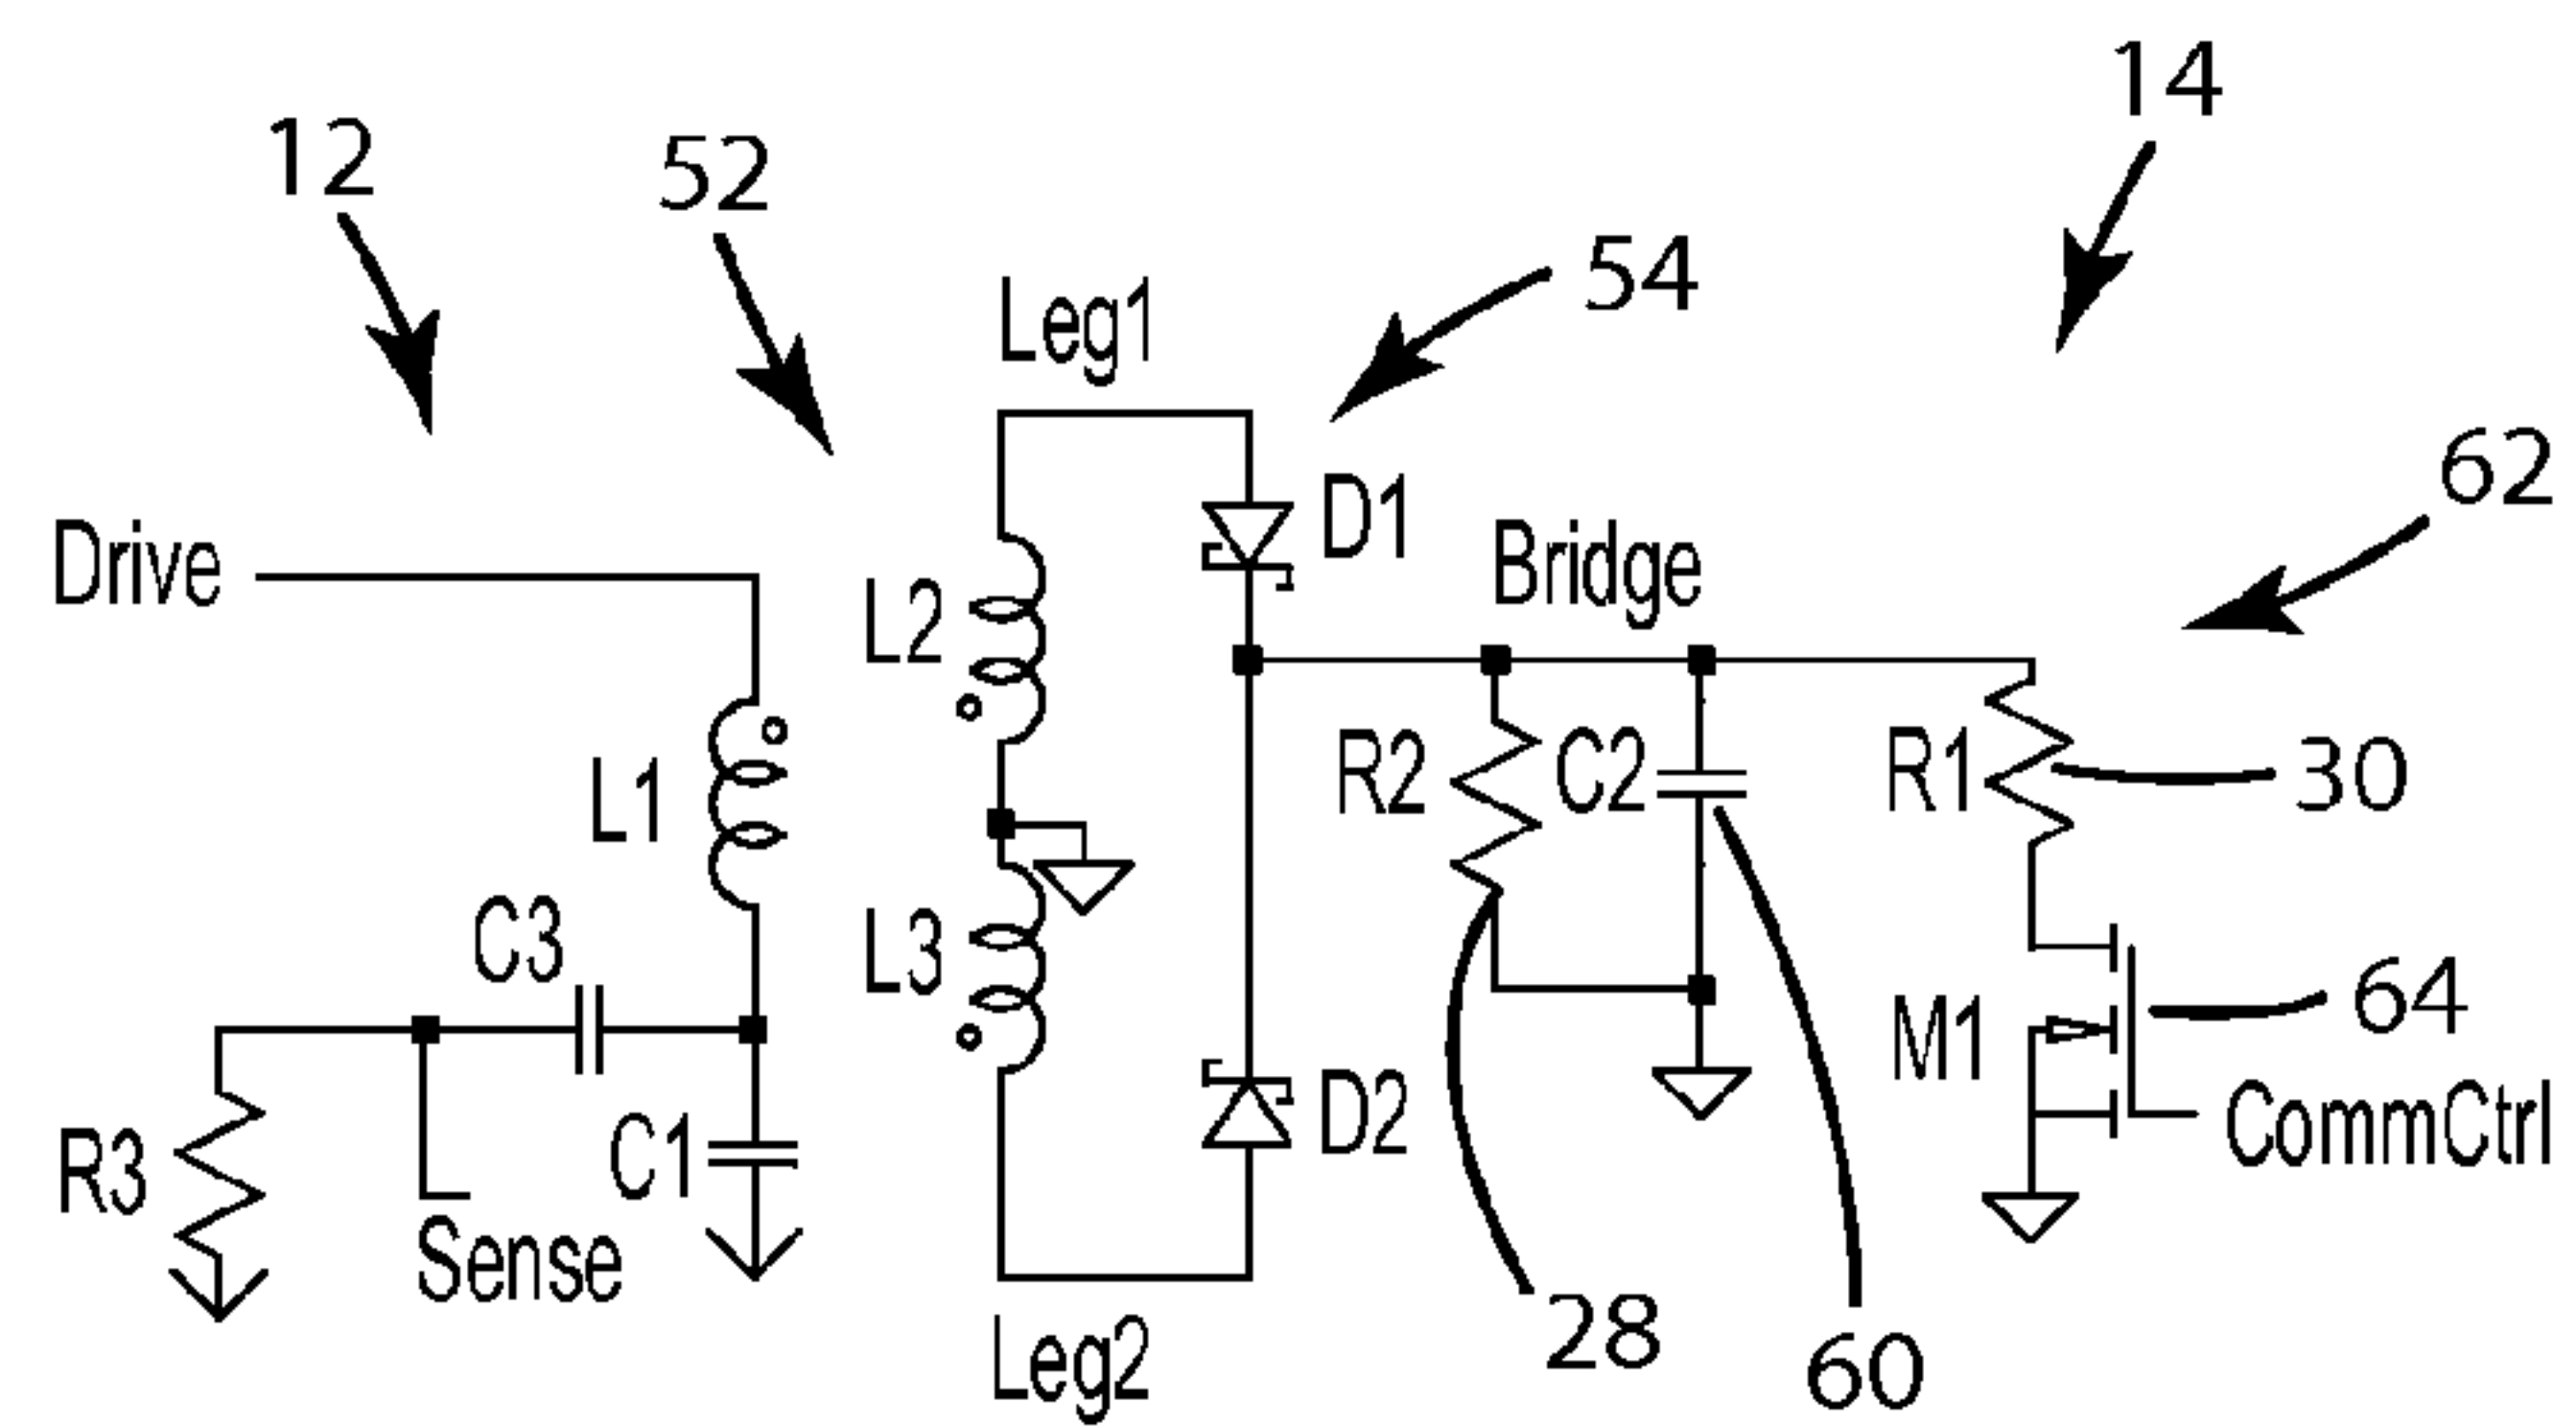 14
12
52
54
Leg1
62
D1
Drive
Bridge
L2
L1
R2
C2
R1
30
C3
L3
64
M1
R3
C1
D2
CommCtrl
Sense
28
Leg2
60